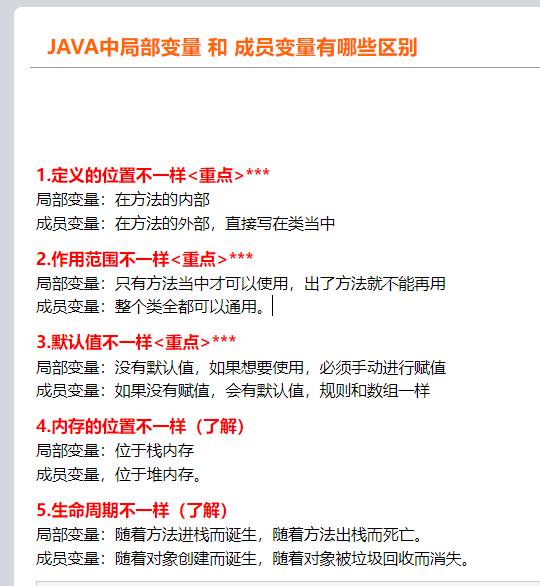 JAVA中局部变量 和 成员变量有哪些区别
1.定义的位置不一样<重点>***
局部变量：在方法的内部
成员变量：在方法的外部，直接写在类当中
2.作用范围不一样<重点>***
局部变量：只有方法当中才可以使用，出了方法就不能再用
成员变量：整个类全都可以通用。
3.默认值不一样<重点>***
局部变量：没有默认值，如果想要使用，必须手动进行赋值
成员变量：如果没有赋值，会有默认值，规则和数组一样
4.内存的位置不一样（了解）
局部变量：位于栈内存
成员变量，位于堆内存。
5.生命周期不一样（了解）
局部变量：随着方法进栈而诞生，随着方法出栈而死亡。
成员变量：随着对象创建而诞生，随着对象被垃圾回收而消失。